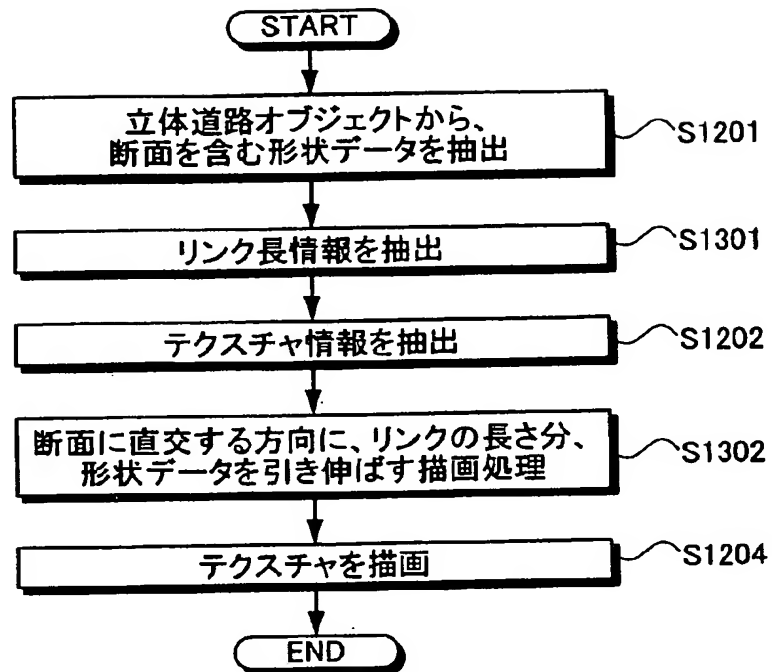 START
立体道路オブジェクトから、
断面を含む形状データを抽出
S1201
リンク長情報を抽出
S1301
テクスチャ情報を抽出
S1202
断面に直交する方向に、リンクの長さ分、
形状データを引き伸ばす描画処理
S1302
テクスチャを描画
S1204
END